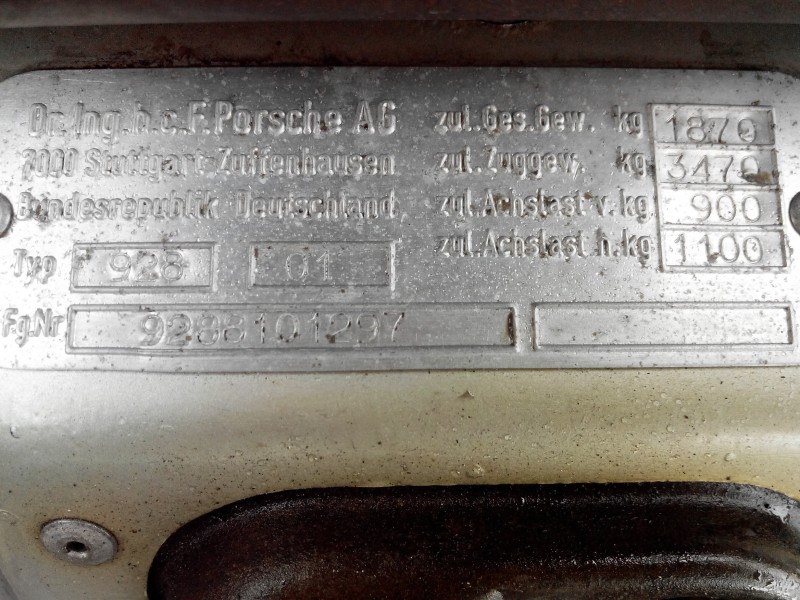 Dr. Ing. h. c. F. Porsche AG
7000 Stuttgart-Zuffenhausen
Bundesrepublik Deutschland
Typ 928 01
Fg.Nr 9288101297
zul. Ges. Gew. kg 1870
zul. Zuggew. kg 3470
zul. Achslast v. kg 900
zul. Achslast h. kg 1100